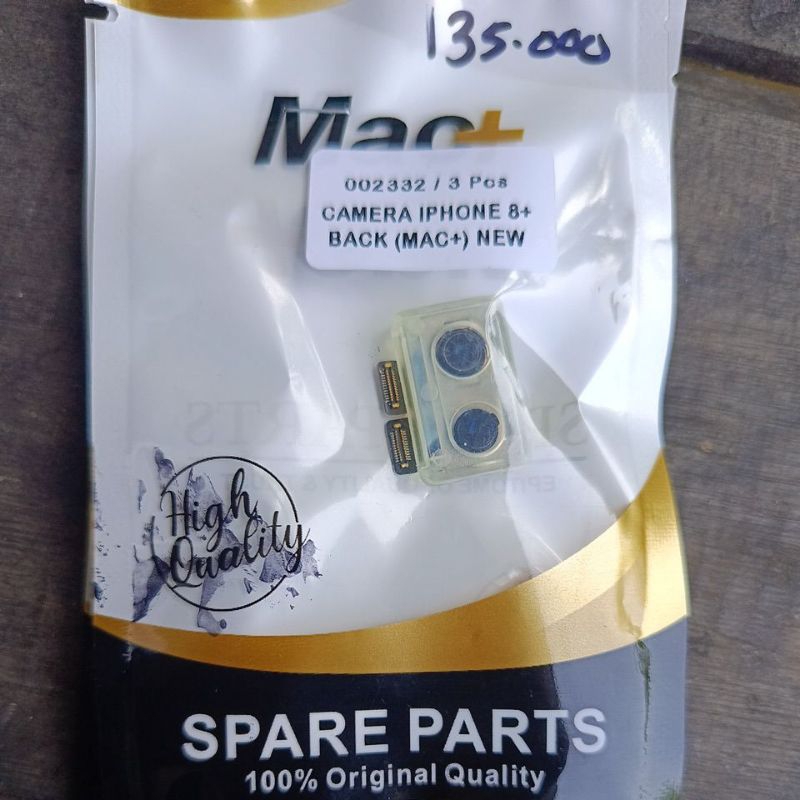 135.000
Mac+
002332 / 3 Pcs
CAMERA IPHONE 8+
BACK (MAC+) NEW
High
Quality
SPARE PARTS
100% Original Quality